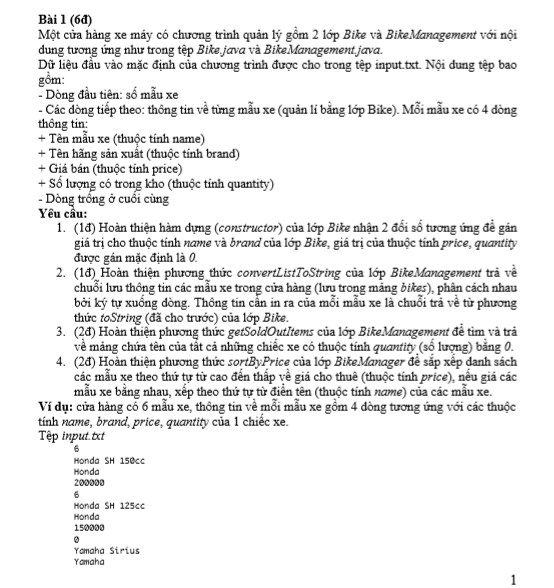 Bài 1 (6đ)
Một cửa hàng xe máy có chương trình quản lý gồm 2 lớp Bike và BikeManagement với nội
dung tương ứng như trong tệp Bike.java và BikeManagement.java.
Dữ liệu đầu vào mặc định của chương trình được cho trong tệp input.txt. Nội dung tệp bao
gồm:
- Dòng đầu tiên: số mẫu xe
- Các dòng tiếp theo: thông tin về từng mẫu xe (quản lí bằng lớp Bike). Mỗi mẫu xe có 4 dòng
thông tin:
+ Tên mẫu xe (thuộc tính name)
+ Tên hãng sản xuất (thuộc tính brand)
+ Giá bán (thuộc tính price)
+ Số lượng có trong kho (thuộc tính quantity)
- Dòng trống ở cuối cùng
Yêu cầu:
1. (1đ) Hoàn thiện hàm dựng (constructor) của lớp Bike nhận 2 đối số tương ứng để gán
giá trị cho thuộc tính name và brand của lớp Bike, giá trị của thuộc tính price, quantity
được gán mặc định là 0.
2. (1đ) Hoàn thiện phương thức convertListToString của lớp BikeManagement trả về
chuỗi lưu thông tin các mẫu xe trong cửa hàng (lưu trong mảng bikes), phân cách nhau
bởi ký tự xuống dòng. Thông tin cần in ra của mỗi mẫu xe là chuỗi trả về từ phương
thức toString (đã cho trước) của lớp Bike.
3. (2đ) Hoàn thiện phương thức getSoldOutItems của lớp BikeManagement để tìm và trả
về mảng chứa tên của tất cả những chiếc xe có thuộc tính quantity (số lượng) bằng 0.
4. (2đ) Hoàn thiện phương thức sortByPrice của lớp BikeManager để sắp xếp danh sách
các mẫu xe theo thứ tự từ cao đến thấp về giá cho thuê (thuộc tính price), nếu giá các
mẫu xe bằng nhau, xếp theo thứ tự từ điển tên (thuộc tính name) của các mẫu xe.
Ví dụ: cửa hàng có 6 mẫu xe, thông tin về mỗi mẫu xe gồm 4 dòng tương ứng với các thuộc
tính name, brand, price, quantity của 1 chiếc xe.
Tệp input.txt
6
Honda SH 150cc
Honda
200000
6
Honda SH 125cc
Honda
150000
0
Yamaha Sirius
Yamaha
1